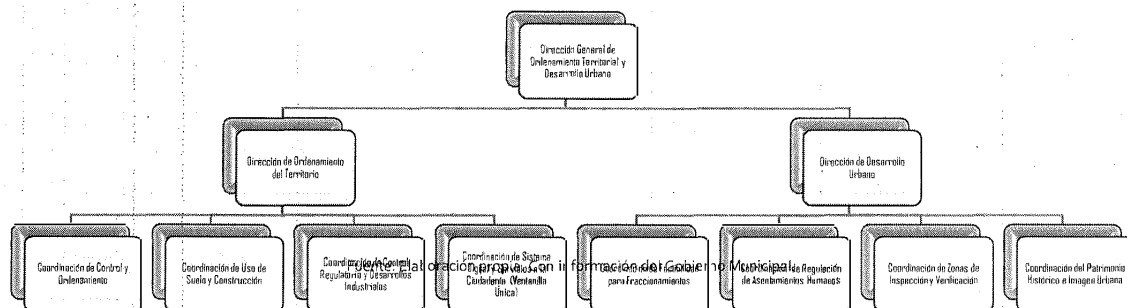 Dirección General de
Ordenamiento Territorial y
Desarrollo Urbano
Dirección de Ordenamiento
del Territorio
Dirección de Desarrollo
Urbano
Coordinación de Control y
Ordenamiento
Coordinación de Uso de
Suelo y Construcción
Coordinación de Control
Regulatorio y Desarrollos
Industriales
Coordinación de Sistema
Ciudadano (Ventanilla
Única)
para Fraccionamientos
Coordinación de Regulación
de Asentamientos Humanos
Coordinación de Zonas de
Inspección y Verificación
Coordinación del Patrimonio
Histórico e Imagen Urbana
Fuente: Elaboración propia. Con información del Gobierno Municipal.